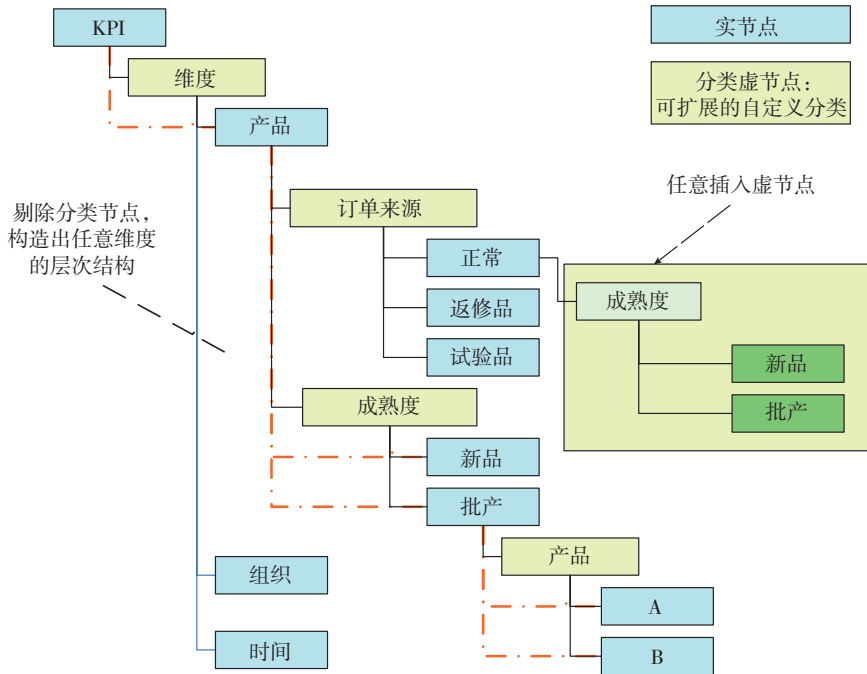 KPI
实节点
维度
分类虚节点：
可扩展的自定义分类
产品
任意插入虚节点
剔除分类节点，
构造出任意维度
的层次结构
订单来源
正常
成熟度
返修品
试验品
新品
成熟度
批产
新品
批产
产品
组织
A
时间
B